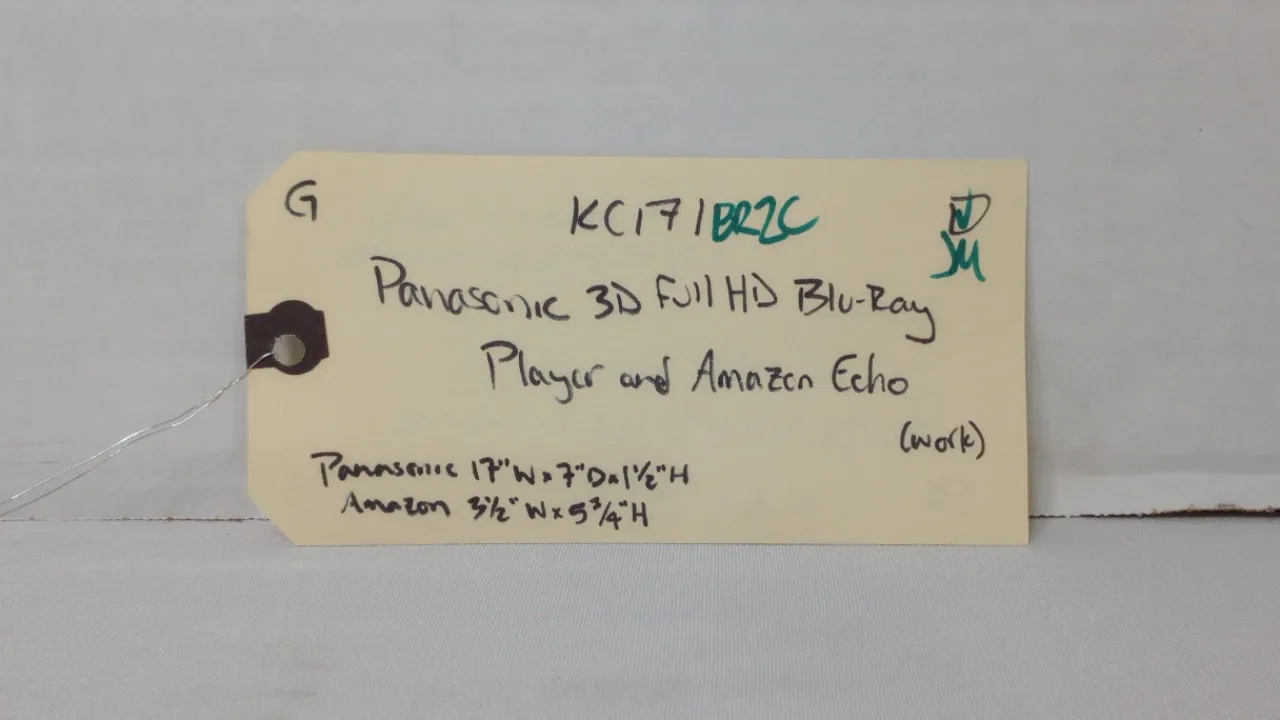 G
KC171BR2C
JM
Panasonic 3D Full HD Blu-Ray
Player and Amazon Echo
(work)
Panasonic 17"W x 7"D x 1½"H
Amazon 3½"W x 5¾"H